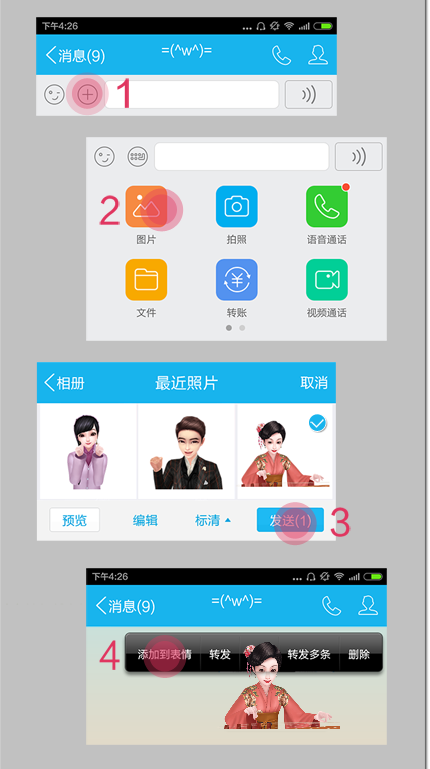 下午4:26
消息(9)
=(^w^)=
1
2
图片
拍照
语音通话
文件
转账
视频通话
相册
最近照片
取消
预览
编辑
标清
发送(1)
3
下午4:26
消息(9)
=(^w^)=
4
添加到表情
转发
转发多条
删除